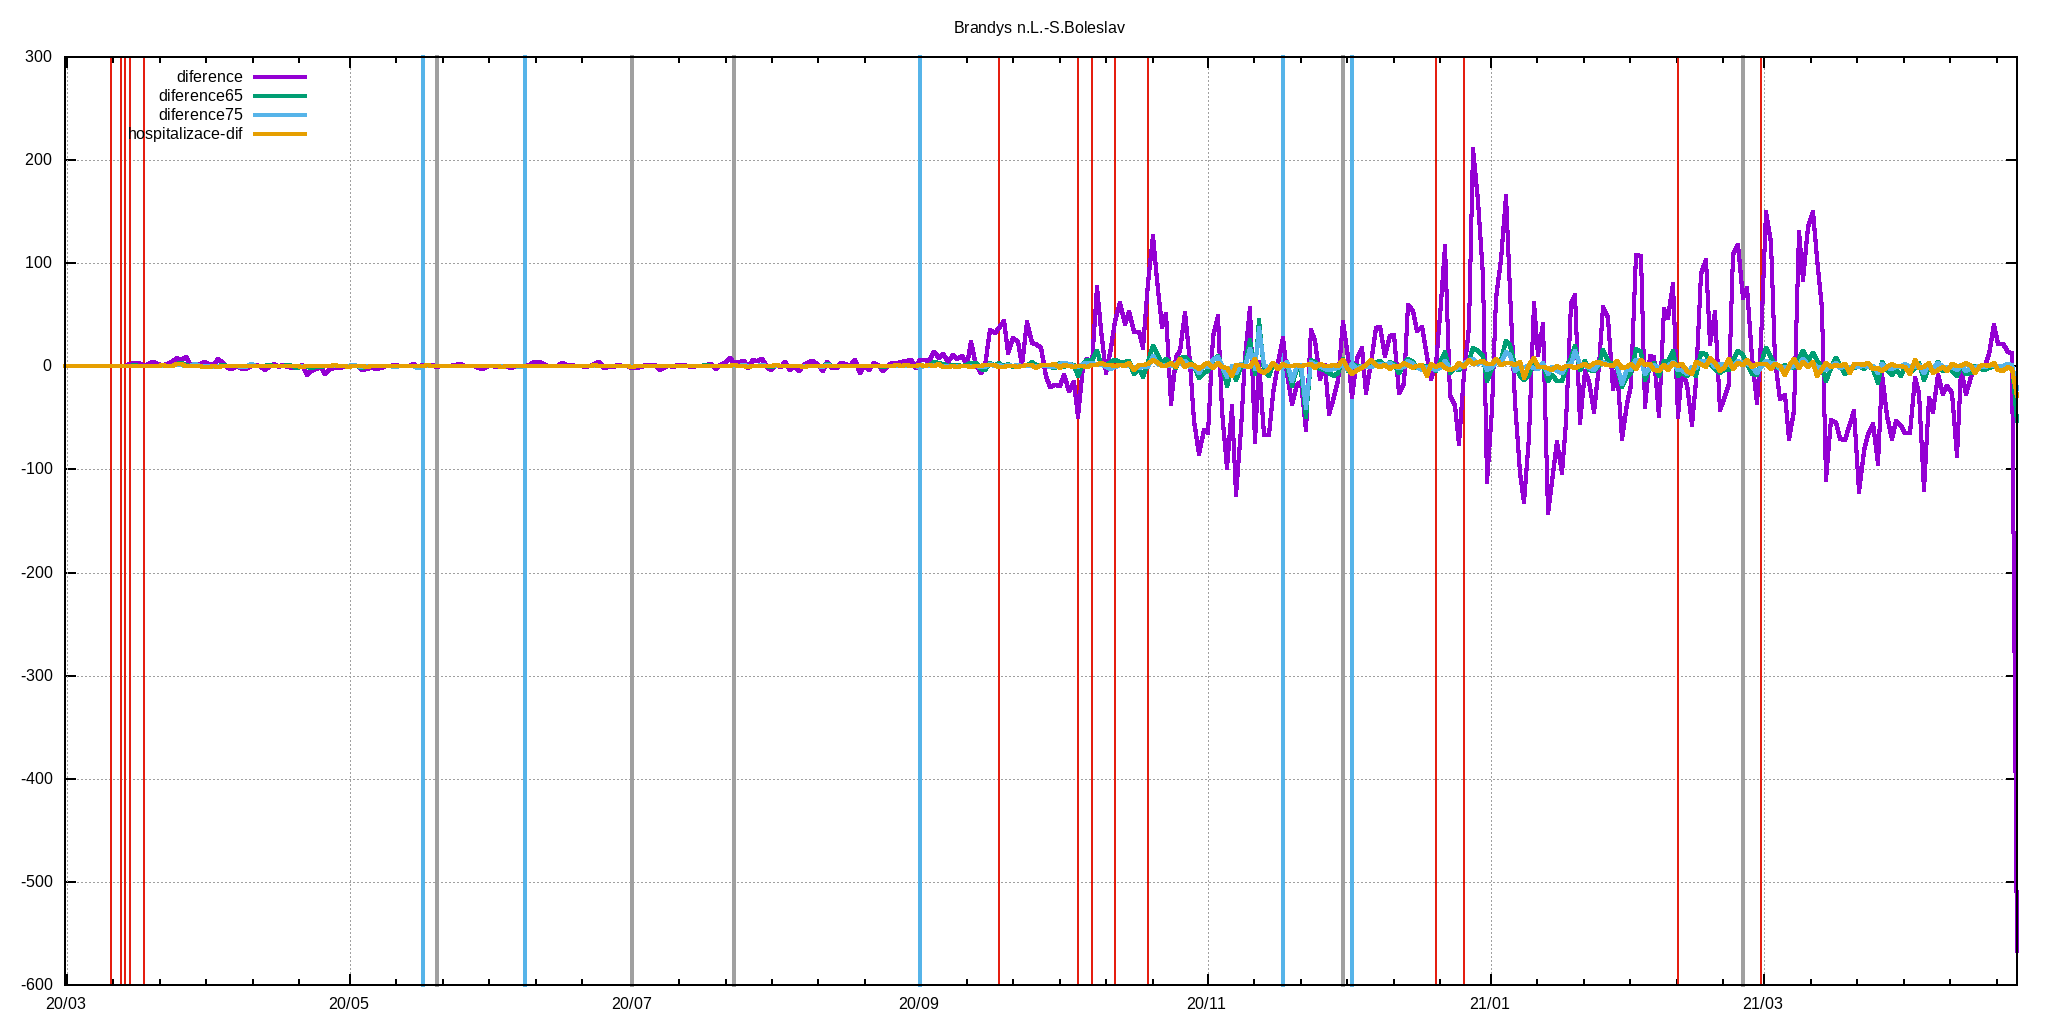 Brandys n.L.-S.Boleslav
300
200
100
0
-100
-200
-300
-400
-500
-600
diference
diference65
diference75
hospitalizace-dif
20/03 20/05 20/07 20/09 20/11 21/01 21/03